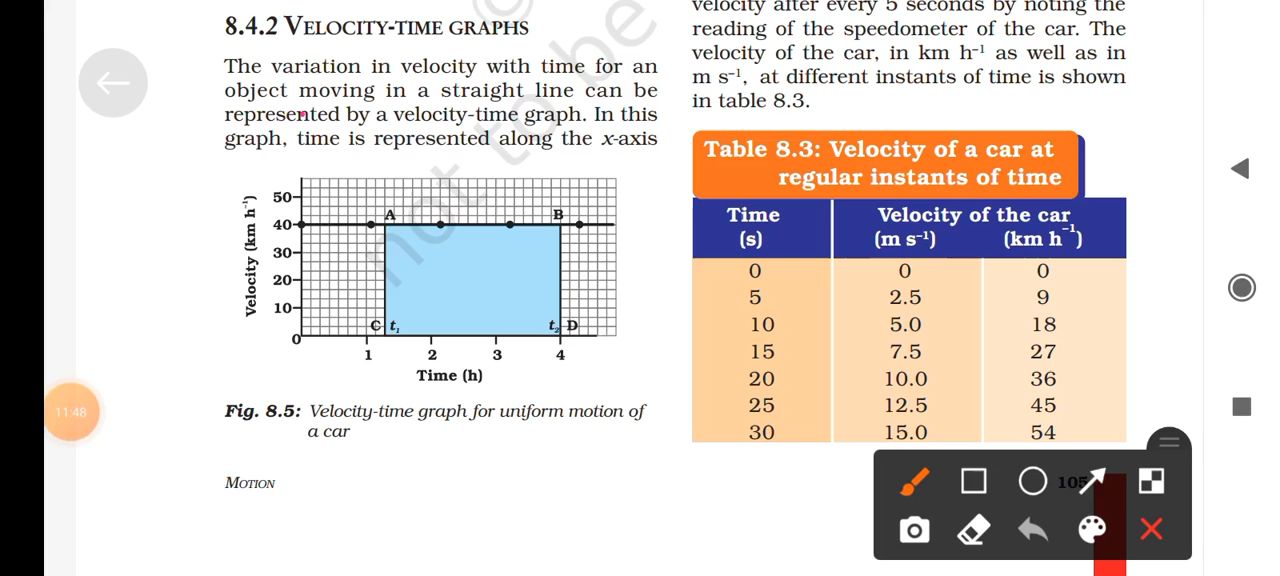 8.4.2 VELOCITY-TIME GRAPHS
The variation in velocity with time for an
object moving in a straight line can be
represented by a velocity-time graph. In this
graph, time is represented along the x-axis
Velocity (km h⁻¹)
50
40
30
20
10
0
A
B
C t₁
t₂ D
1
2
3
4
Time (h)
Fig. 8.5: Velocity-time graph for uniform motion of
a car
MOTION
velocity after every 5 seconds by noting the
reading of the speedometer of the car. The
velocity of the car, in km h⁻¹ as well as in
m s⁻¹, at different instants of time is shown
in table 8.3.
Table 8.3: Velocity of a car at
regular instants of time
Time Velocity of the car
(s) (m s⁻¹) (km h⁻¹)
0 0 0
5 2.5 9
10 5.0 18
15 7.5 27
20 10.0 36
25 12.5 45
30 15.0 54
105
11:48
© not to be